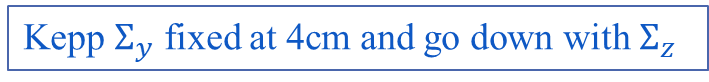 Kepp Σ_y fixed at 4cm and go down with Σ_z